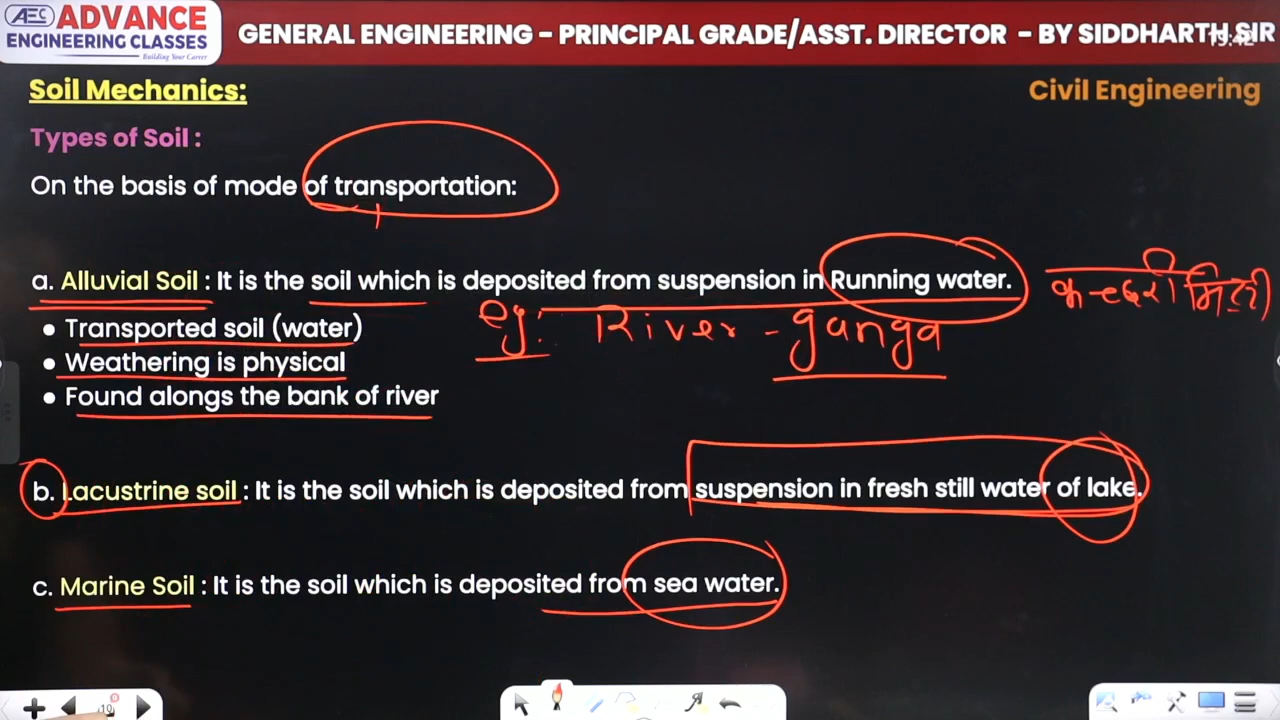 AEC ADVANCE
ENGINEERING CLASSES
Building Your Career
GENERAL ENGINEERING - PRINCIPAL GRADE/ASST. DIRECTOR - BY SIDDHARTH SIR
Soil Mechanics:
Civil Engineering
Types of Soil :
On the basis of mode of transportation:
a. Alluvial Soil : It is the soil which is deposited from suspension in Running water.
• Transported soil (water)
eg: River - ganga
• Weathering is physical
• Found alongs the bank of river
b. Lacustrine soil : It is the soil which is deposited from suspension in fresh still water of lake.
c. Marine Soil : It is the soil which is deposited from sea water.
19